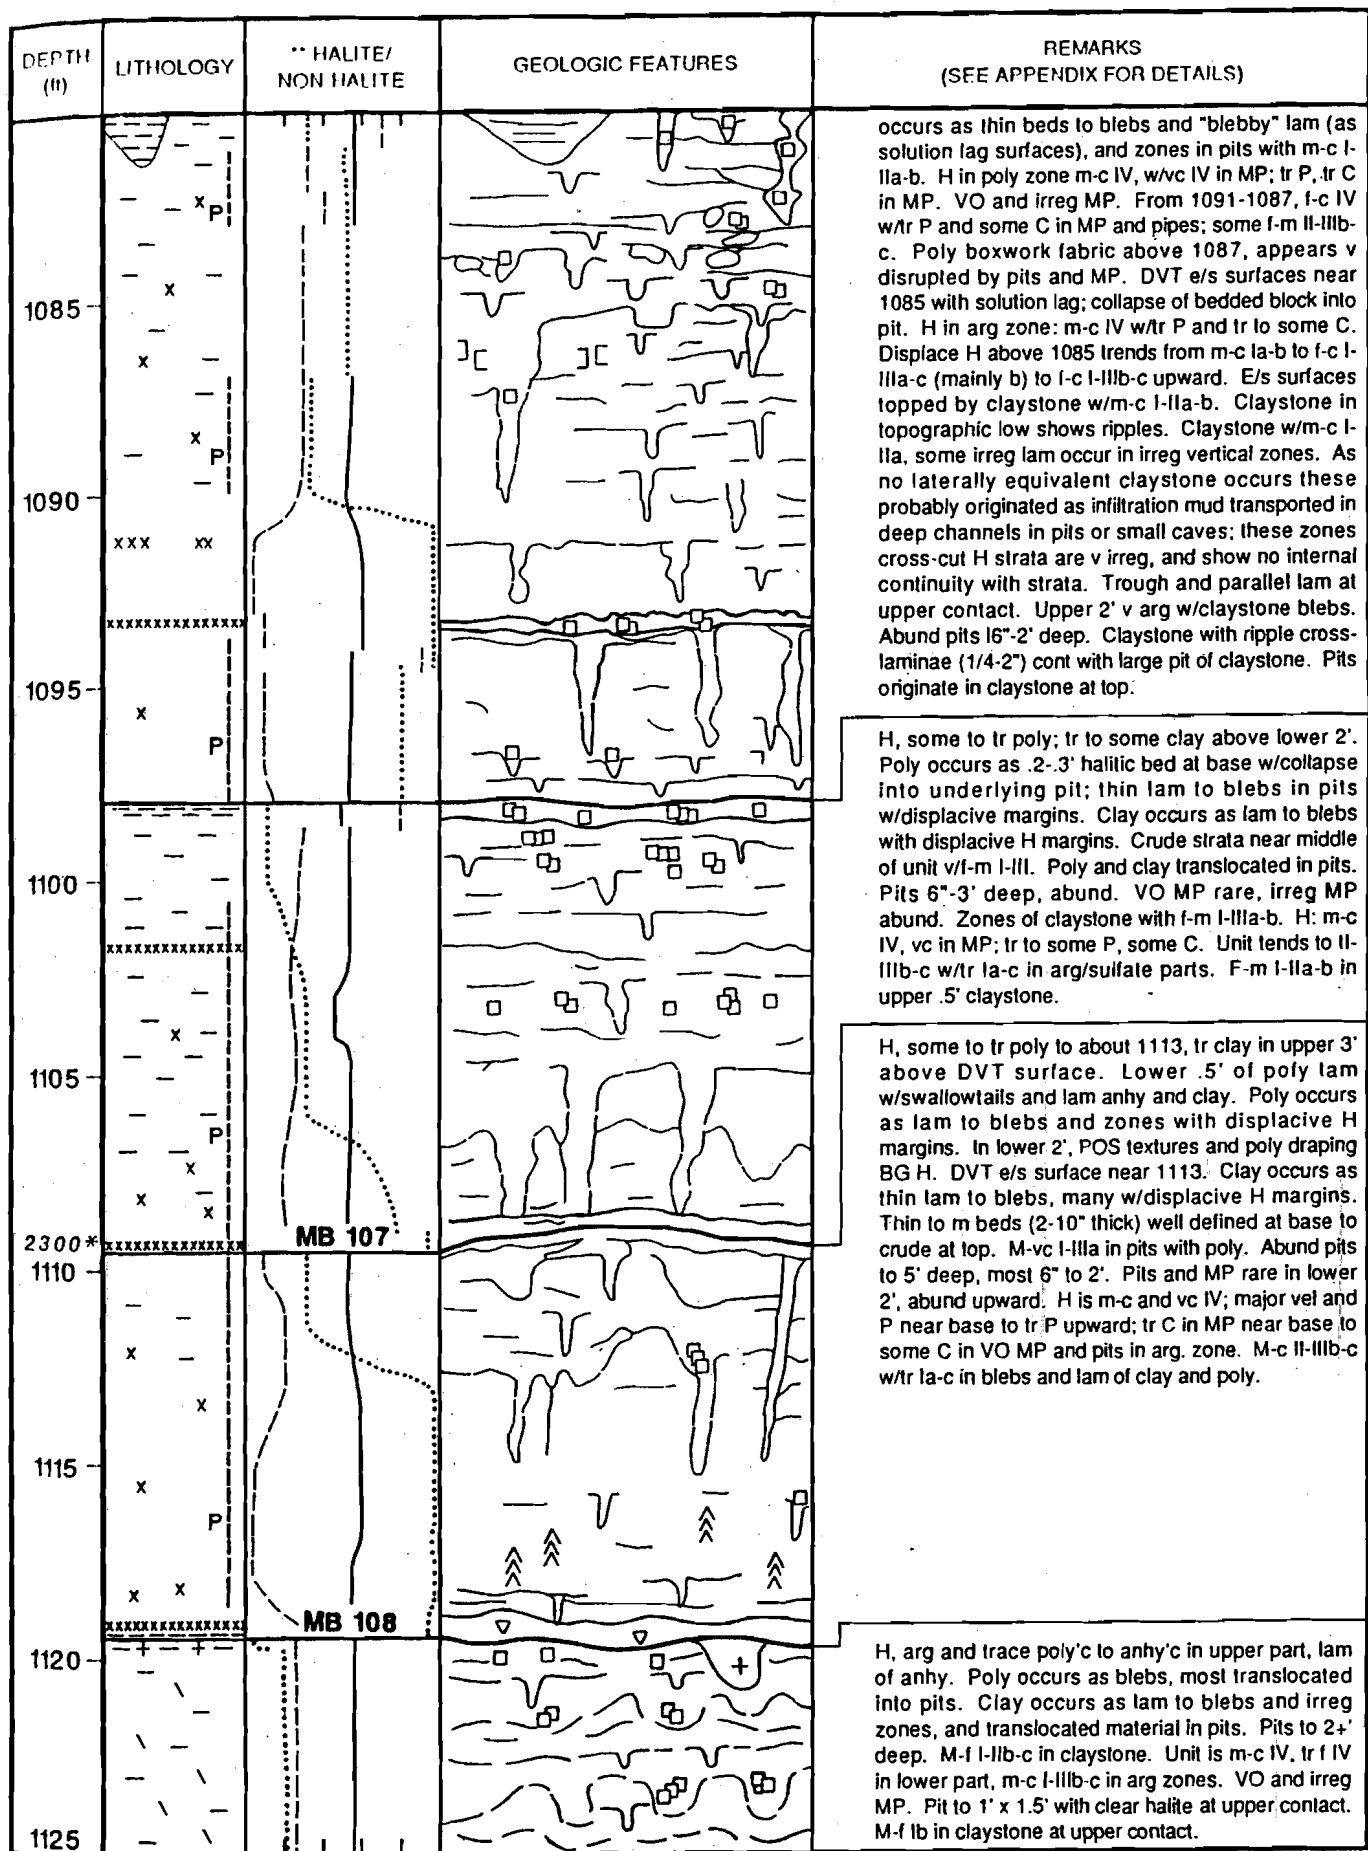 DEPTH
(ft)
LITHOLOGY
•• HALITE/
NON HALITE
GEOLOGIC FEATURES
REMARKS
(SEE APPENDIX FOR DETAILS)
occurs as thin beds to blebs and "blebby" lam (as
solution lag surfaces), and zones in pits with m-c I-
IIa-b. H in poly zone m-c IV, w/vc IV in MP; tr P, tr C
in MP. VO and irreg MP. From 1091-1087, f-c IV
w/tr P and some C in MP and pipes; some f-m II-IIIb-
c. Poly boxwork fabric above 1087, appears v
disrupted by pits and MP. DVT e/s surfaces near
1085 with solution lag; collapse of bedded block into
pit. H in arg zone: m-c IV w/tr P and tr to some C.
Displace H above 1085 trends from m-c Ia-b to f-c I-
IIIa-c (mainly b) to f-c I-IIIb-c upward. E/s surfaces
topped by claystone w/m-c I-IIa-b. Claystone in
topographic low shows ripples. Claystone w/m-c I-
IIa, some irreg lam occur in irreg vertical zones. As
no laterally equivalent claystone occurs these
probably originated as infiltration mud transported in
deep channels in pits or small caves; these zones
cross-cut H strata are v irreg, and show no internal
continuity with strata. Trough and parallel lam at
upper contact. Upper 2' v arg w/claystone blebs.
Abund pits I6"-2' deep. Claystone with ripple cross-
laminae (1/4-2") cont with large pit of claystone. Pits
originate in claystone at top.
H, some to tr poly; tr to some clay above lower 2'.
Poly occurs as .2-.3' halitic bed at base w/collapse
into underlying pit; thin lam to blebs in pits
w/displacive margins. Clay occurs as lam to blebs
with displacive H margins. Crude strata near middle
of unit v/f-m I-III. Poly and clay translocated in pits.
Pits 6"-3' deep, abund. VO MP rare, irreg MP
abund. Zones of claystone with f-m I-IIIa-b. H: m-c
IV, vc in MP; tr to some P, some C. Unit tends to II-
IIIb-c w/tr Ia-c in arg/sulfate parts. F-m I-IIa-b in
upper .5' claystone.
H, some to tr poly to about 1113, tr clay in upper 3'
above DVT surface. Lower .5' of poly lam
w/swallowtails and lam anhy and clay. Poly occurs
as lam to blebs and zones with displacive H
margins. In lower 2', POS textures and poly draping
BG H. DVT e/s surface near 1113. Clay occurs as
thin lam to blebs, many w/displacive H margins.
Thin to m beds (2-10" thick) well defined at base to
crude at top. M-vc I-IIIa in pits with poly. Abund pits
to 5' deep, most 6" to 2'. Pits and MP rare in lower
2', abund upward. H is m-c and vc IV; major vel and
P near base to tr P upward; tr C in MP near base to
some C in VO MP and pits in arg. zone. M-c II-IIIb-c
w/tr Ia-c in blebs and lam of clay and poly.
H, arg and trace poly'c to anhy'c in upper part, lam
of anhy. Poly occurs as blebs, most translocated
into pits. Clay occurs as lam to blebs and irreg
zones, and translocated material in pits. Pits to 2+'
deep. M-f I-IIb-c in claystone. Unit is m-c IV, tr f IV
in lower part, m-c I-IIIb-c in arg zones. VO and irreg
MP. Pit to 1' x 1.5' with clear halite at upper contact.
M-f Ib in claystone at upper contact.
1085
1090
1095
1100
1105
2300*
1110
1115
1120
1125
P
P
P
P
P
MB 107
MB 108